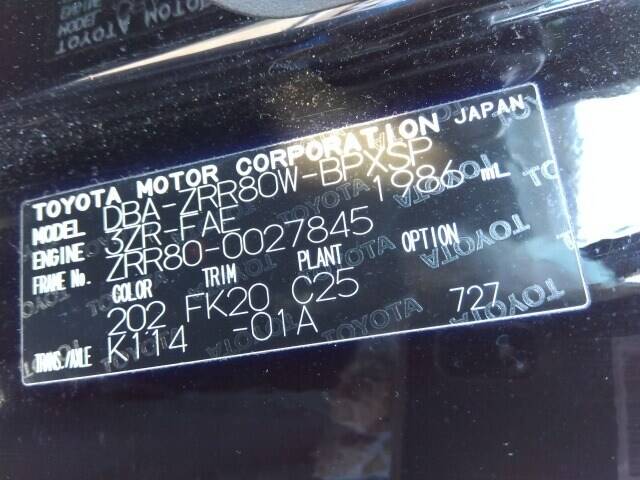 TOYOTA MOTOR CORPORATION JAPAN
MODEL DBA-ZRR80W-BPXSP
ENGINE 3ZR-FAE 1986 mL
FRAME No. ZRR80-0027845
COLOR TRIM PLANT OPTION
202 FK20 C25 727
TRANS./AXLE K114 -01A